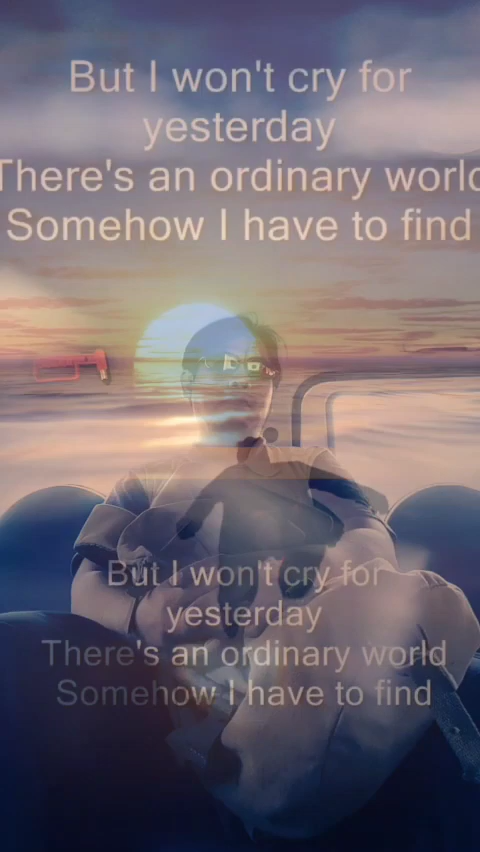 But I won't cry for
yesterday
There's an ordinary world
Somehow I have to find
But I won't cry for
yesterday
There's an ordinary world
Somehow I have to find